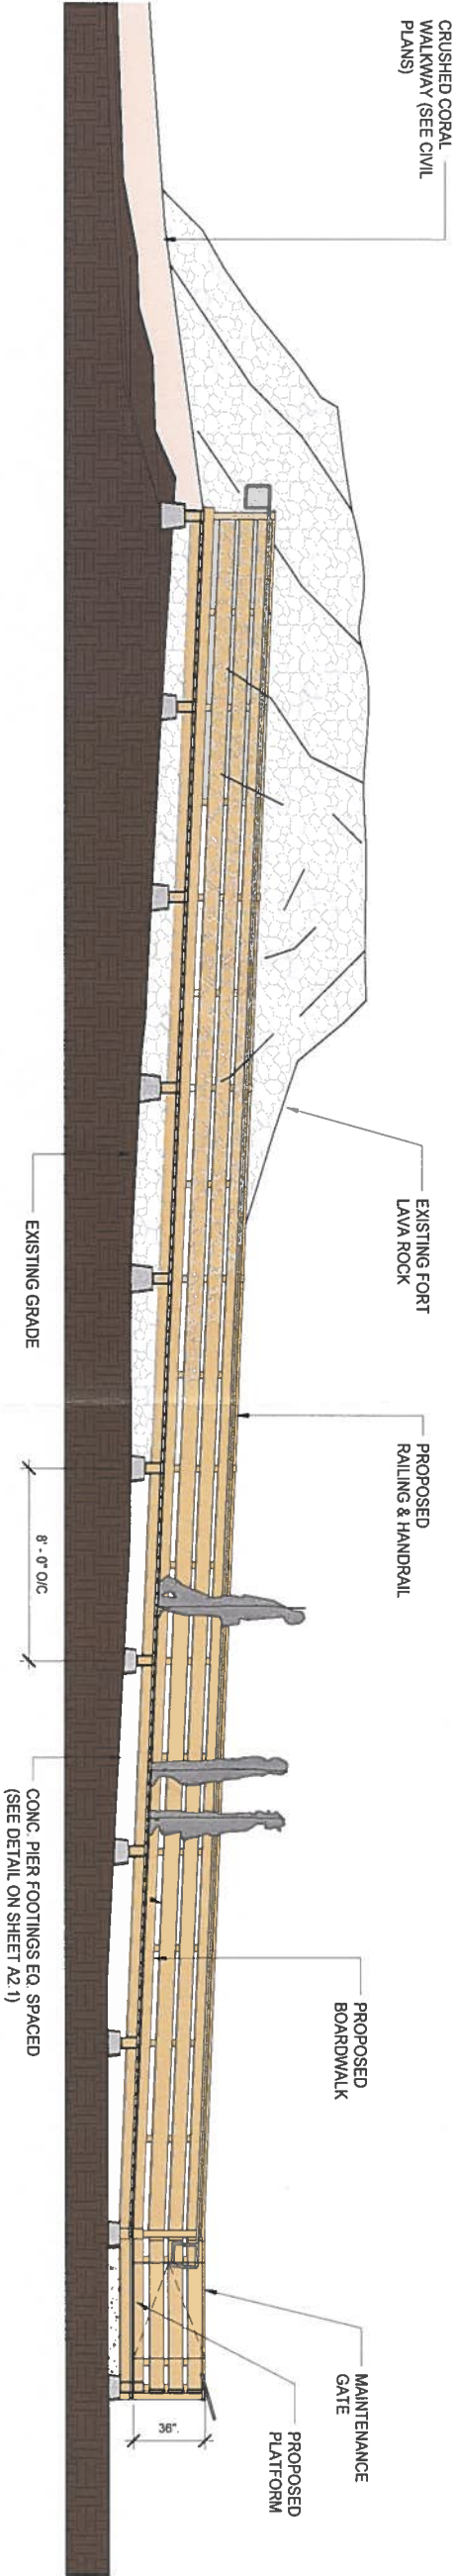 CRUSHED CORAL
WALKWAY (SEE CIVIL
PLANS)
EXISTING FORT
LAVA ROCK
PROPOSED
RAILING & HANDRAIL
PROPOSED
BOARDWALK
MAINTENANCE
GATE
PROPOSED
PLATFORM
36".
EXISTING GRADE
8' - 0" O/C
CONC. PIER FOOTINGS EQ. SPACED
(SEE DETAIL ON SHEET A2.1)